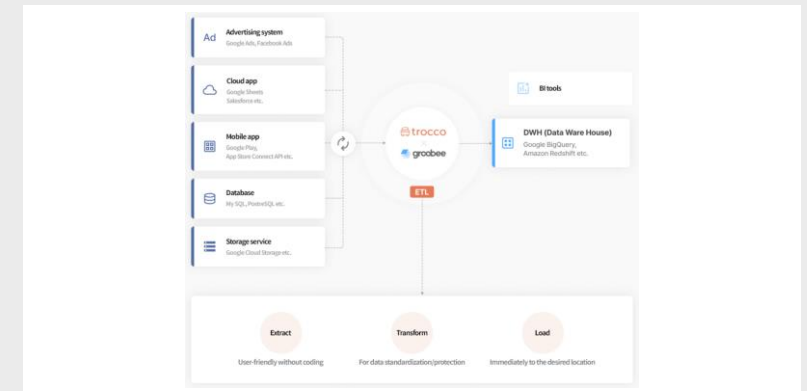 Ad
Advertising system
Google Ads, Facebook Ads
Cloud app
Google Sheets
Salesforce etc.
Mobile app
Google Play,
App Store Connect API etc.
Database
My SQL, PostreSQL etc.
Storage service
Google Cloud Storage etc.
trocco
groobee
ETL
BI tools
DWH (Data Ware House)
Google BigQuery,
Amazon Redshift etc.
Extract
User-friendly without coding
Transform
For data standardization/protection
Load
Immediately to the desired location